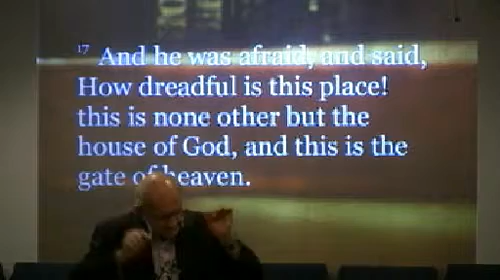 17 And he was afraid, and said,
How dreadful is this place!
this is none other but the
house of God, and this is the
gate of heaven.